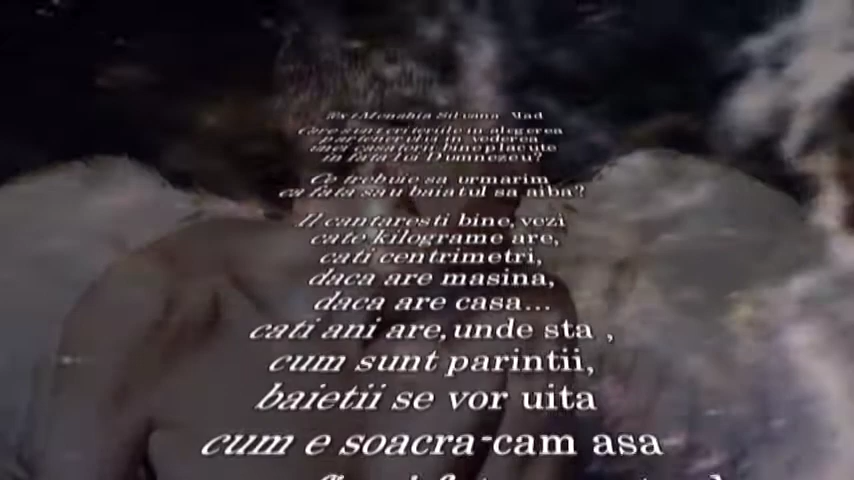 Silvana Vlad
Care sunt criteriile in alegerea
partenerului in vederea
unei casatorii bineplacute
in fata lui Dumnezeu?
Ce trebuie sa urmarim
ca fata sau baiatul sa aiba?
Il cantaresti bine, vezi
cate kilograme are,
cati centrimetri,
daca are masina,
daca are casa...
cati ani are, unde sta ,
cum sunt parintii,
baietii se vor uita
cum e soacra-cam asa